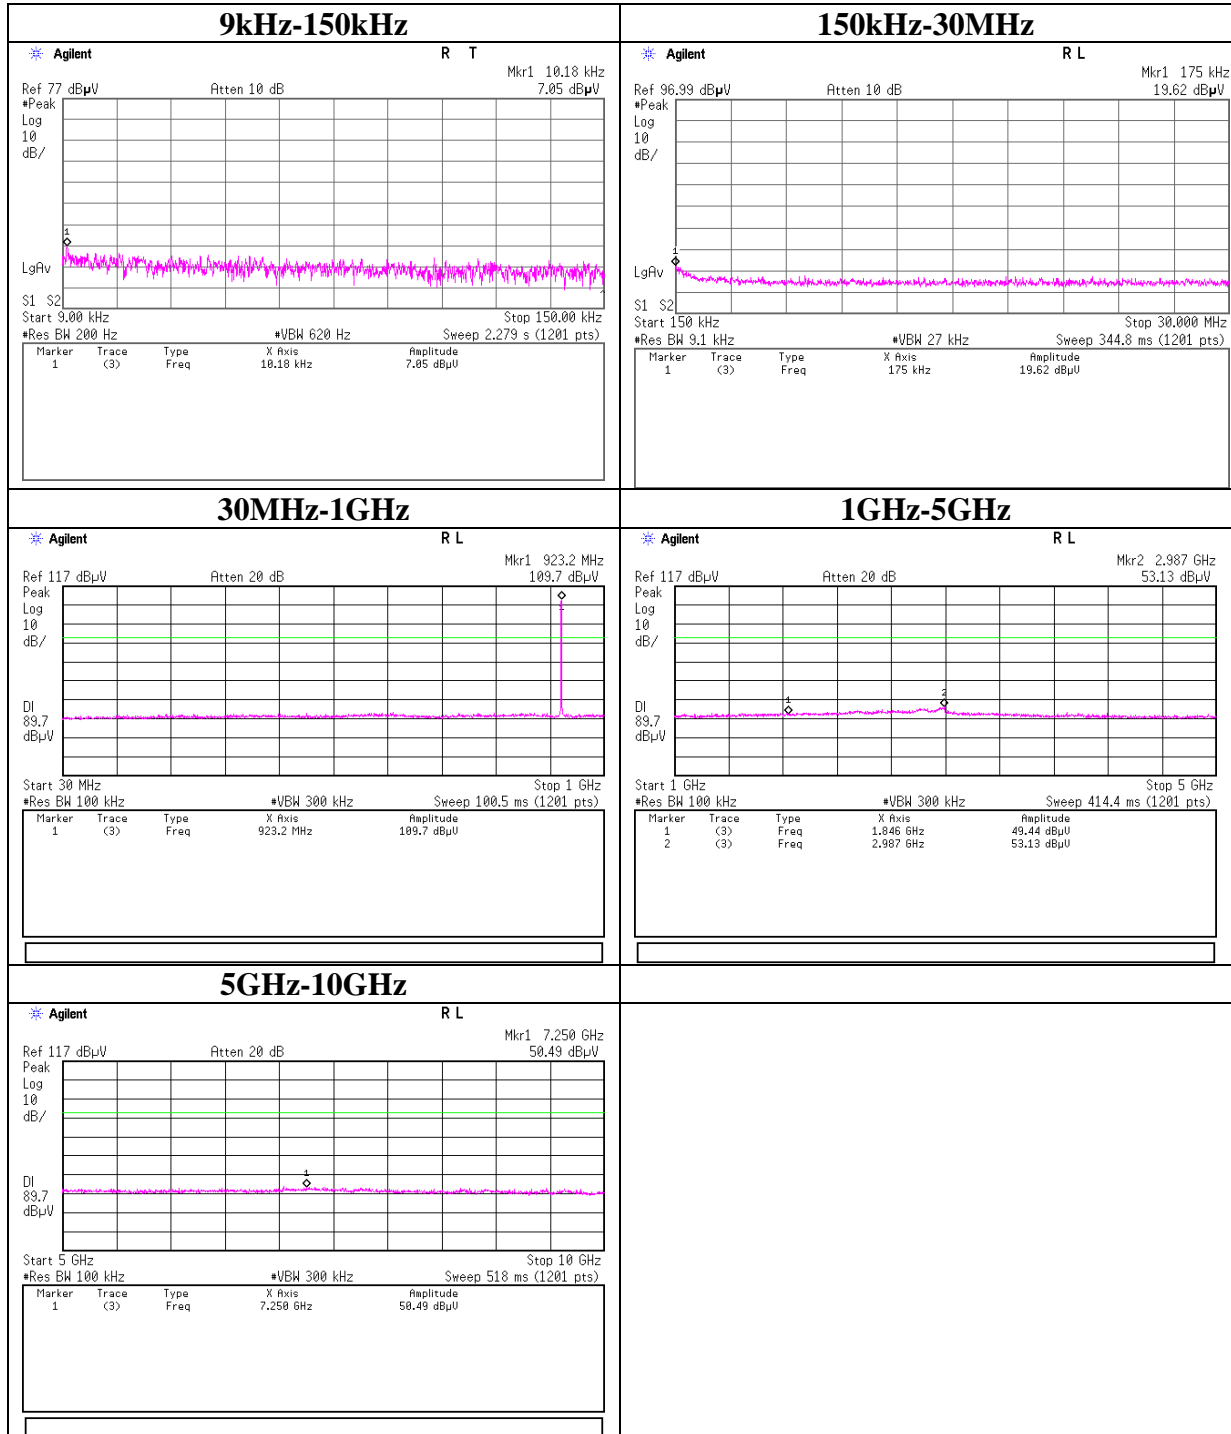 9kHz-150kHz
Agilent R T
Mkr1 10.18 kHz
Ref 77 dBµV Atten 10 dB 7.05 dBµV
#Peak
Log
10
dB/
1
LgAv
S1 S2
Start 9.00 kHz Stop 150.00 kHz
#Res BW 200 Hz #VBW 620 Hz Sweep 2.279 s (1201 pts)
Marker Trace Type X Axis Amplitude
1 (3) Freq 10.18 kHz 7.05 dBµV
150kHz-30MHz
Agilent R L
Mkr1 175 kHz
Ref 96.99 dBµV Atten 10 dB 19.62 dBµV
#Peak
Log
10
dB/
1
LgAv
S1 S2
Start 150 kHz Stop 30.000 MHz
#Res BW 9.1 kHz #VBW 27 kHz Sweep 344.8 ms (1201 pts)
Marker Trace Type X Axis Amplitude
1 (3) Freq 175 kHz 19.62 dBµV
30MHz-1GHz
Agilent R L
Mkr1 923.2 MHz
Ref 117 dBµV Atten 20 dB 109.7 dBµV
Peak
Log
10
dB/
1
DI
89.7
dBµV
Start 30 MHz Stop 1 GHz
#Res BW 100 kHz #VBW 300 kHz Sweep 100.5 ms (1201 pts)
Marker Trace Type X Axis Amplitude
1 (3) Freq 923.2 MHz 109.7 dBµV
1GHz-5GHz
Agilent R L
Mkr2 2.987 GHz
Ref 117 dBµV Atten 20 dB 53.13 dBµV
Peak
Log
10
dB/
1 2
DI
89.7
dBµV
Start 1 GHz Stop 5 GHz
#Res BW 100 kHz #VBW 300 kHz Sweep 414.4 ms (1201 pts)
Marker Trace Type X Axis Amplitude
1 (3) Freq 1.846 GHz 49.44 dBµV
2 (3) Freq 2.987 GHz 53.13 dBµV
5GHz-10GHz
Agilent R L
Mkr1 7.250 GHz
Ref 117 dBµV Atten 20 dB 50.49 dBµV
Peak
Log
10
dB/
1
DI
89.7
dBµV
Start 5 GHz Stop 10 GHz
#Res BW 100 kHz #VBW 300 kHz Sweep 518 ms (1201 pts)
Marker Trace Type X Axis Amplitude
1 (3) Freq 7.250 GHz 50.49 dBµV